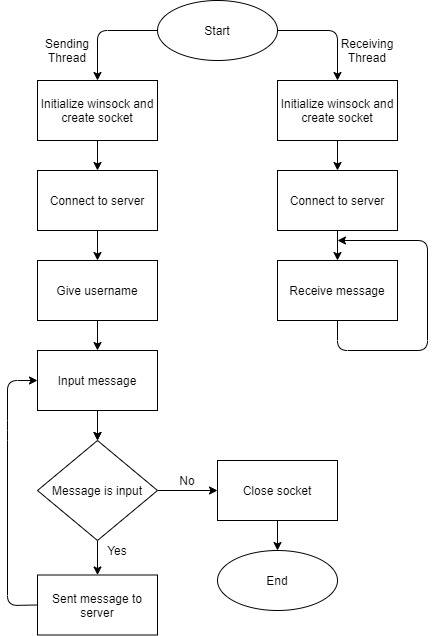 Start
Sending
Thread
Receiving
Thread
Initialize winsock and
create socket
Initialize winsock and
create socket
Connect to server
Connect to server
Give username
Receive message
Input message
Message is input
No
Close socket
Yes
End
Sent message to
server